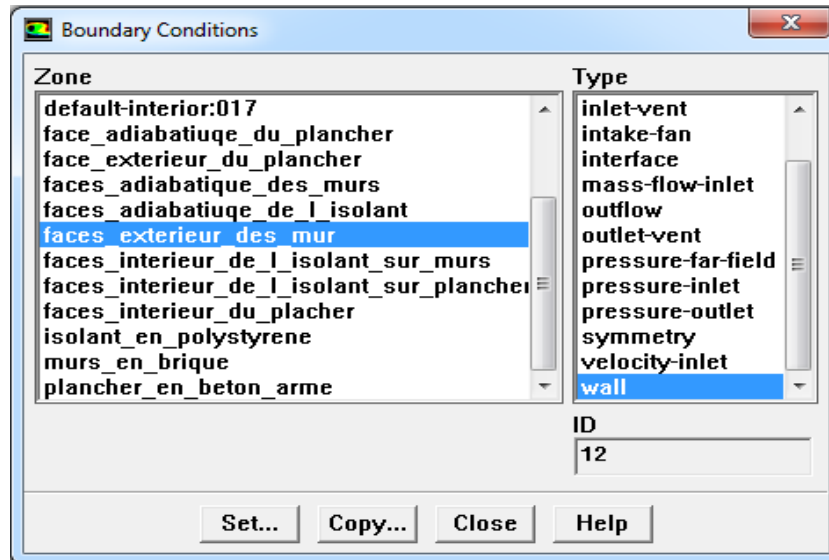 Boundary Conditions
Zone
default-interior:017
face_adiabatiuqe_du_plancher
face_exterieur_du_plancher
faces_adiabatique_des_murs
faces_adiabatiuqe_de_l_isolant
faces_exterieur_des_mur
faces_interieur_de_l_isolant_sur_murs
faces_interieur_de_l_isolant_sur_plancher
faces_interieur_du_placher
isolant_en_polystyrene
murs_en_brique
plancher_en_beton_arme
Type
inlet-vent
intake-fan
interface
mass-flow-inlet
outflow
outlet-vent
pressure-far-field
pressure-inlet
pressure-outlet
symmetry
velocity-inlet
wall
ID
12
Set...
Copy...
Close
Help